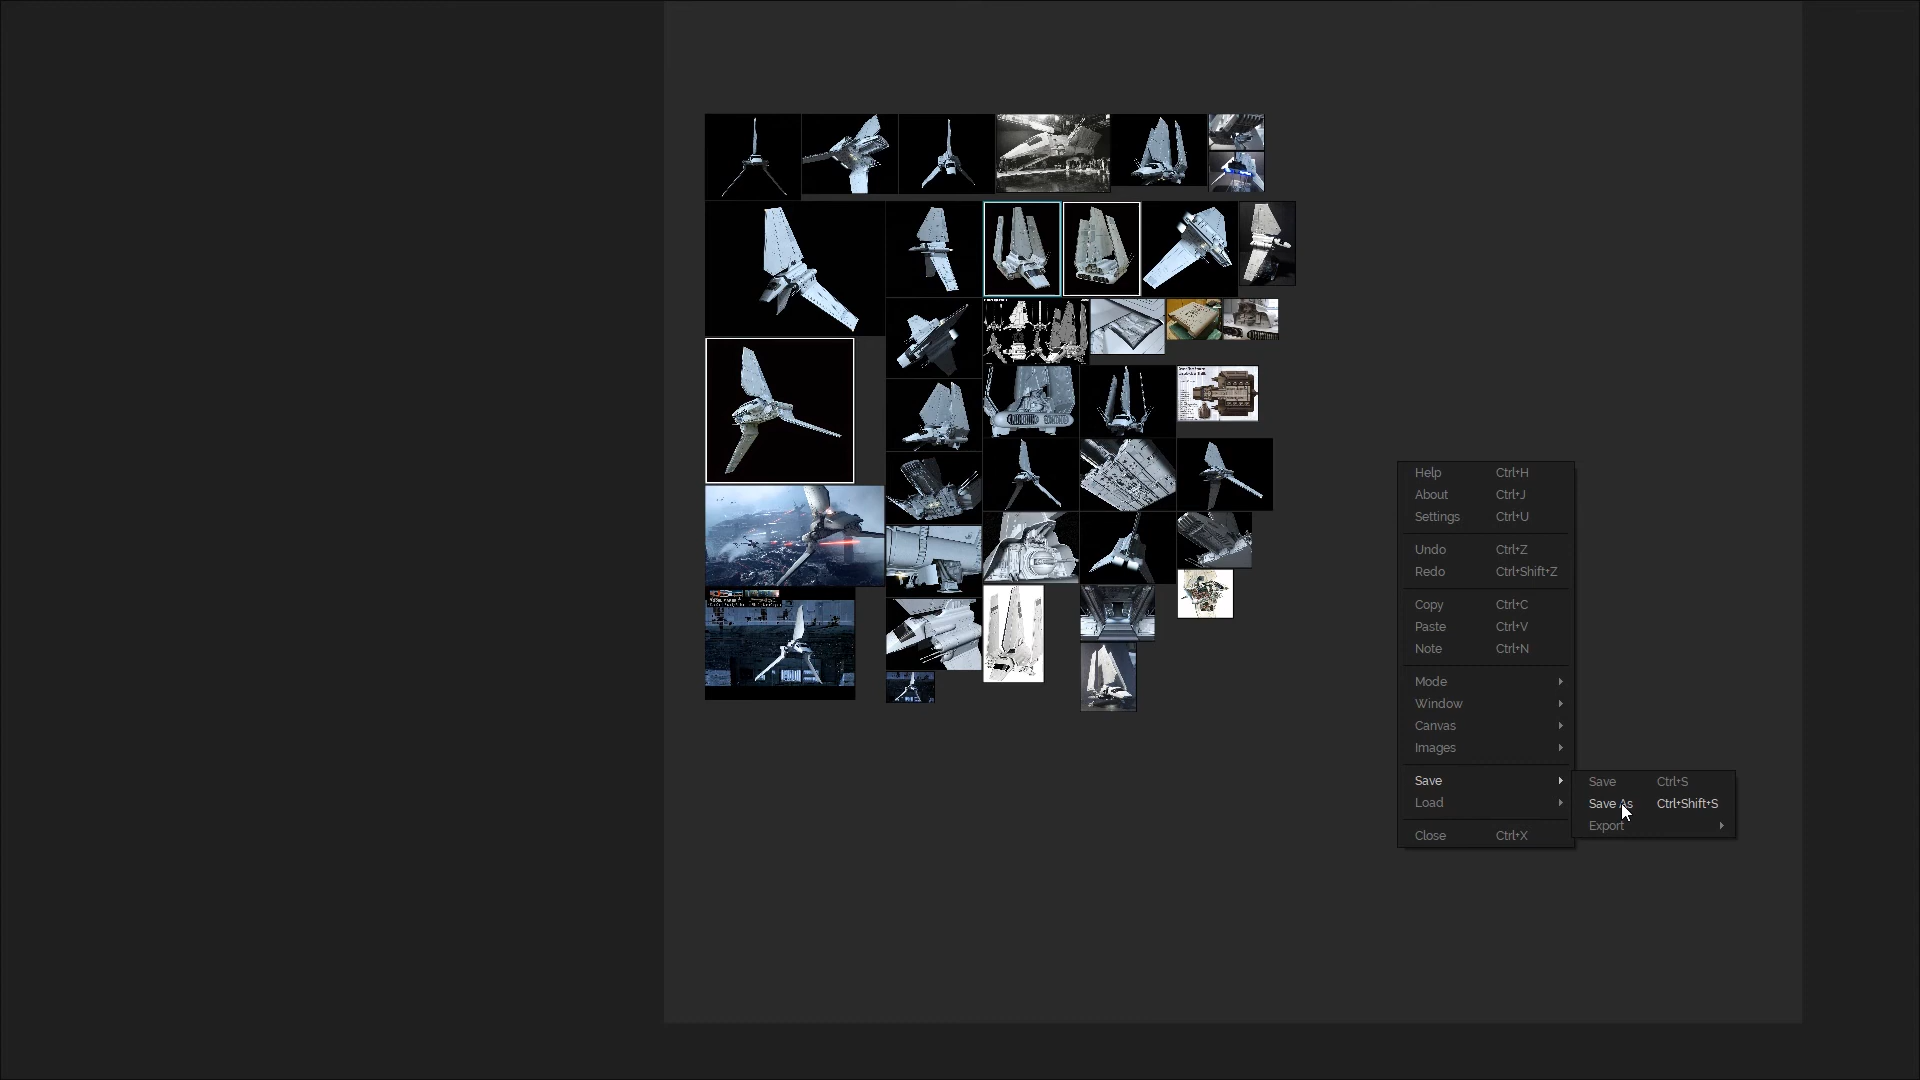 Help Ctrl+H
About Ctrl+J
Settings Ctrl+U
Undo Ctrl+Z
Redo Ctrl+Shift+Z
Copy Ctrl+C
Paste Ctrl+V
Note Ctrl+N
Mode
Window
Canvas
Images
Save
Load
Close Ctrl+X
Save Ctrl+S
Save As Ctrl+Shift+S
Export